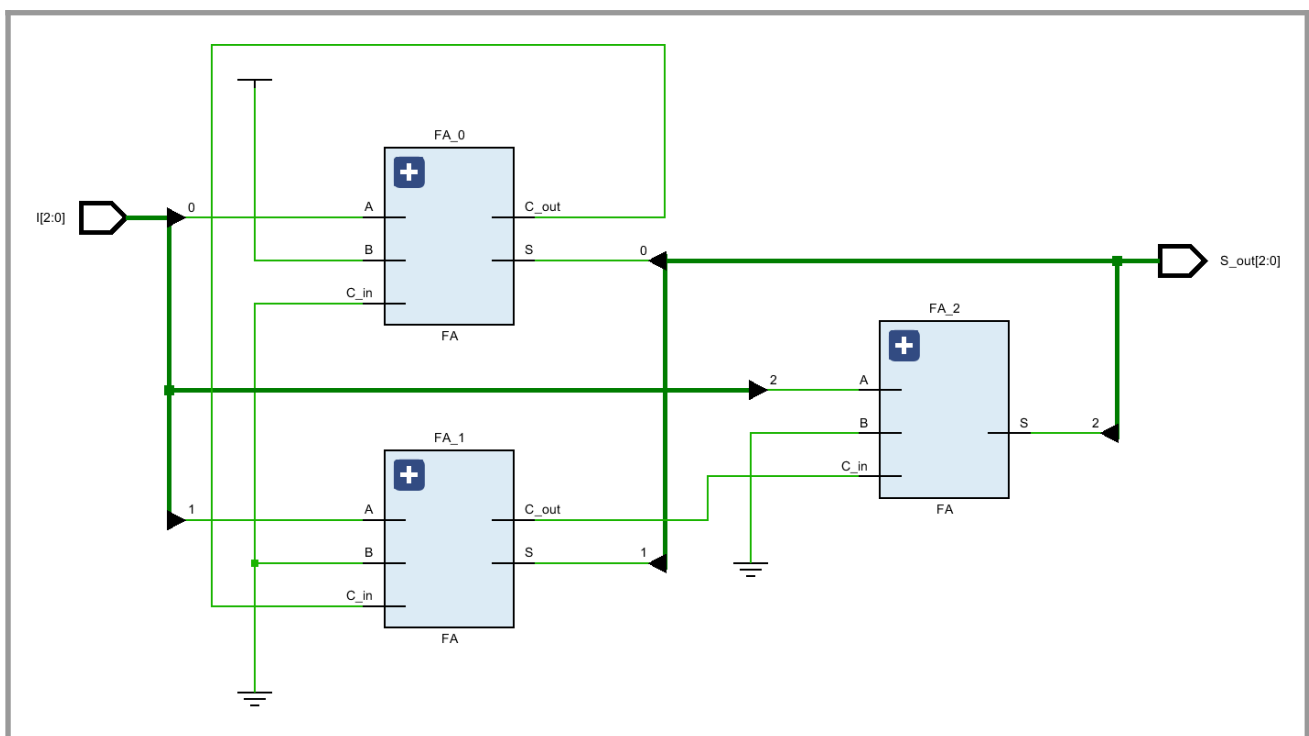 FA_0
I[2:0]
0
A
C_out
B
S
0
S_out[2:0]
C_in
FA_2
FA
2
A
B
S
2
FA_1
C_in
1
A
C_out
FA
B
S
1
C_in
FA